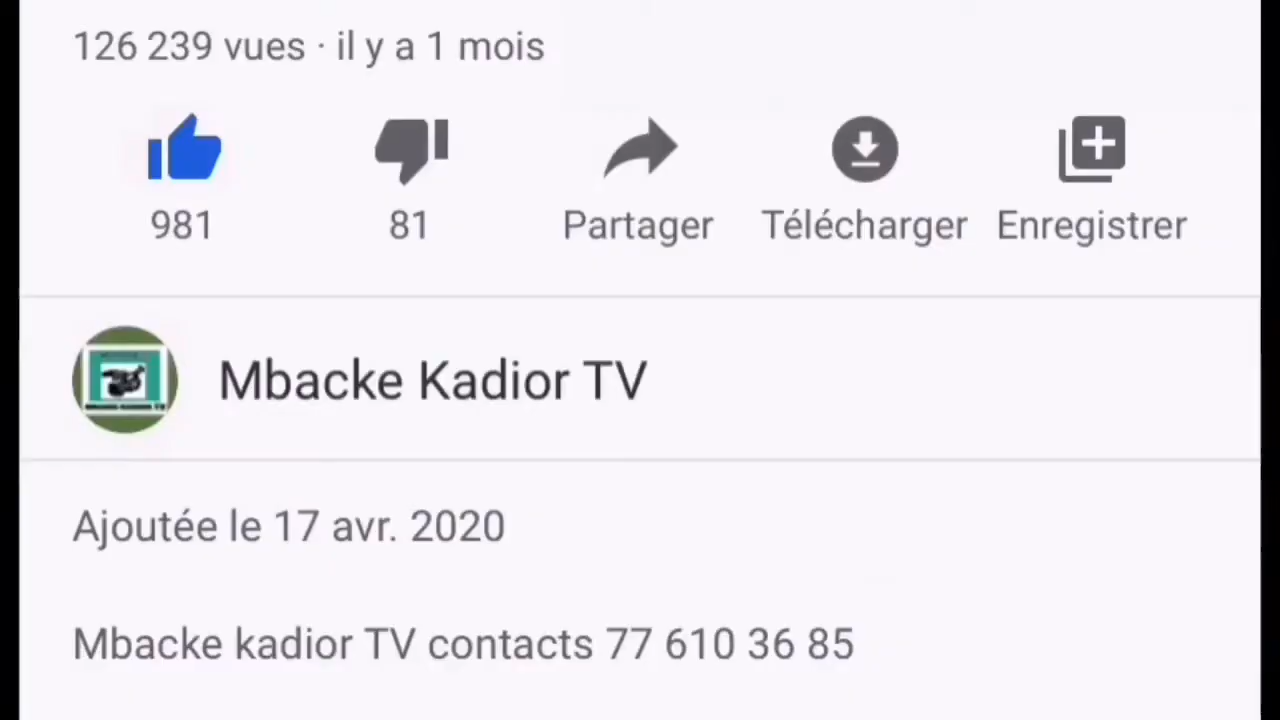 126 239 vues · il y a 1 mois
981 81 Partager Télécharger Enregistrer
Mbacke Kadior TV
Ajoutée le 17 avr. 2020
Mbacke kadior TV contacts 77 610 36 85